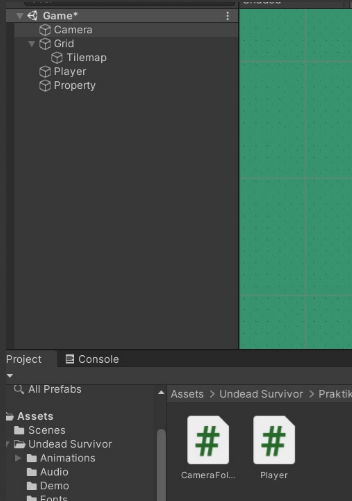 Shaded
Game*
Camera
Grid
Tilemap
Player
Property
Project
Console
All Prefabs
Assets > Undead Survivor > Praktik
Assets
Scenes
Undead Survivor
Animations
Audio
Demo
Fonts
CameraFol...
Player